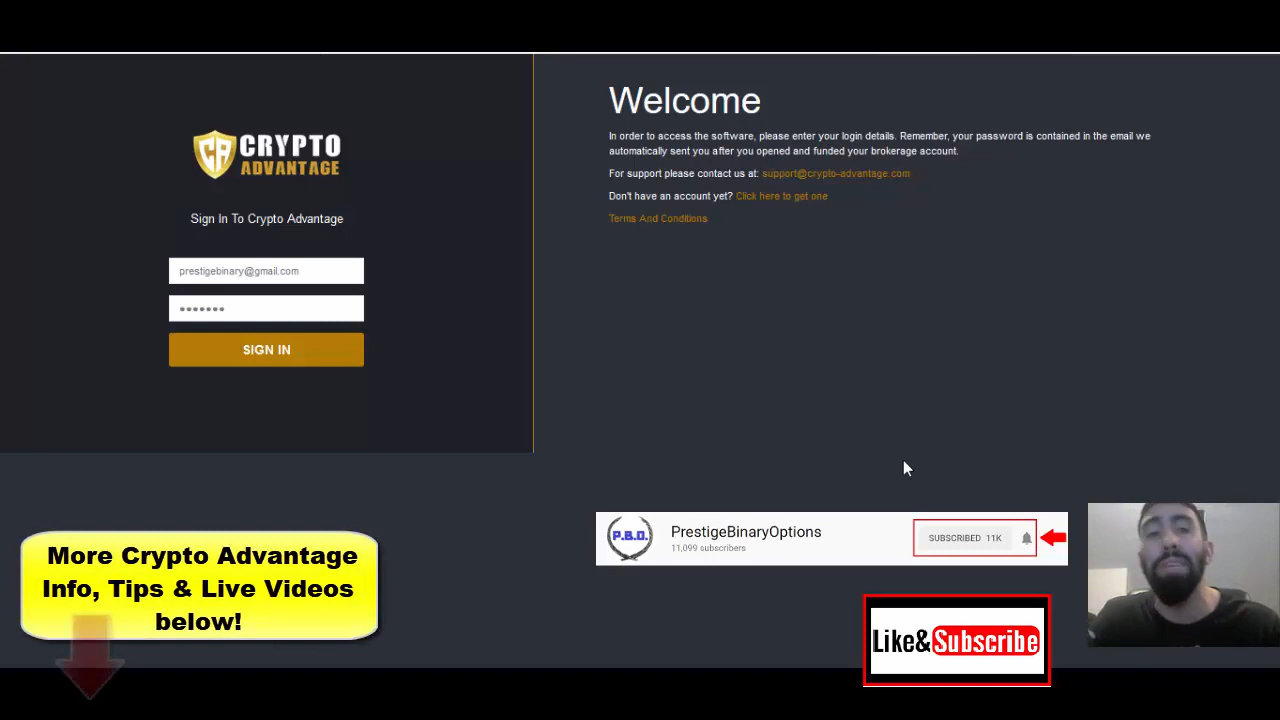 CRYPTO
ADVANTAGE
Sign In To Crypto Advantage
prestigebinary@gmail.com
SIGN IN
Welcome
In order to access the software, please enter your login details. Remember, your password is contained in the email we
automatically sent you after you opened and funded your brokerage account.
For support please contact us at: support@crypto-advantage.com
Don't have an account yet? Click here to get one
Terms And Conditions
More Crypto Advantage
Info, Tips & Live Videos
below!
P.B.O.
PrestigeBinaryOptions
11,099 subscribers
SUBSCRIBED 11K
Like&Subscribe